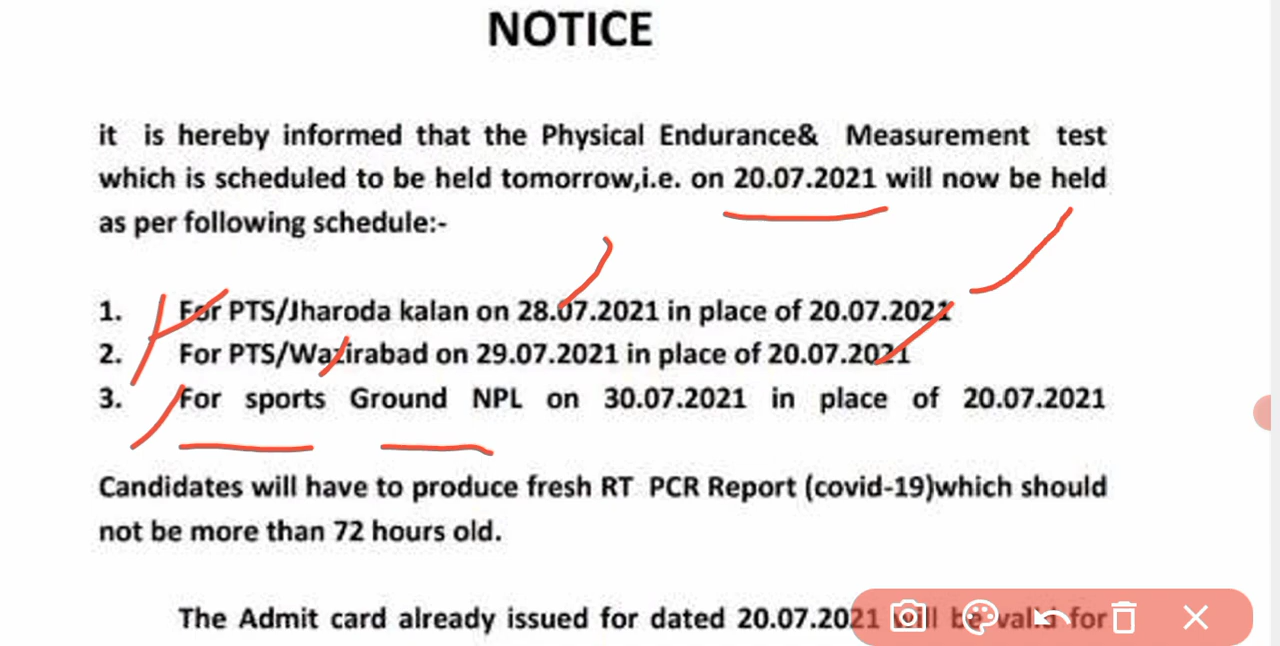 NOTICE
it is hereby informed that the Physical Endurance& Measurement test
which is scheduled to be held tomorrow,i.e. on 20.07.2021 will now be held
as per following schedule:-
1. For PTS/Jharoda kalan on 28.07.2021 in place of 20.07.2021
2. For PTS/Wazirabad on 29.07.2021 in place of 20.07.2021
3. For sports Ground NPL on 30.07.2021 in place of 20.07.2021
Candidates will have to produce fresh RT PCR Report (covid-19)which should
not be more than 72 hours old.
The Admit card already issued for dated 20.07.2021 will be valid for